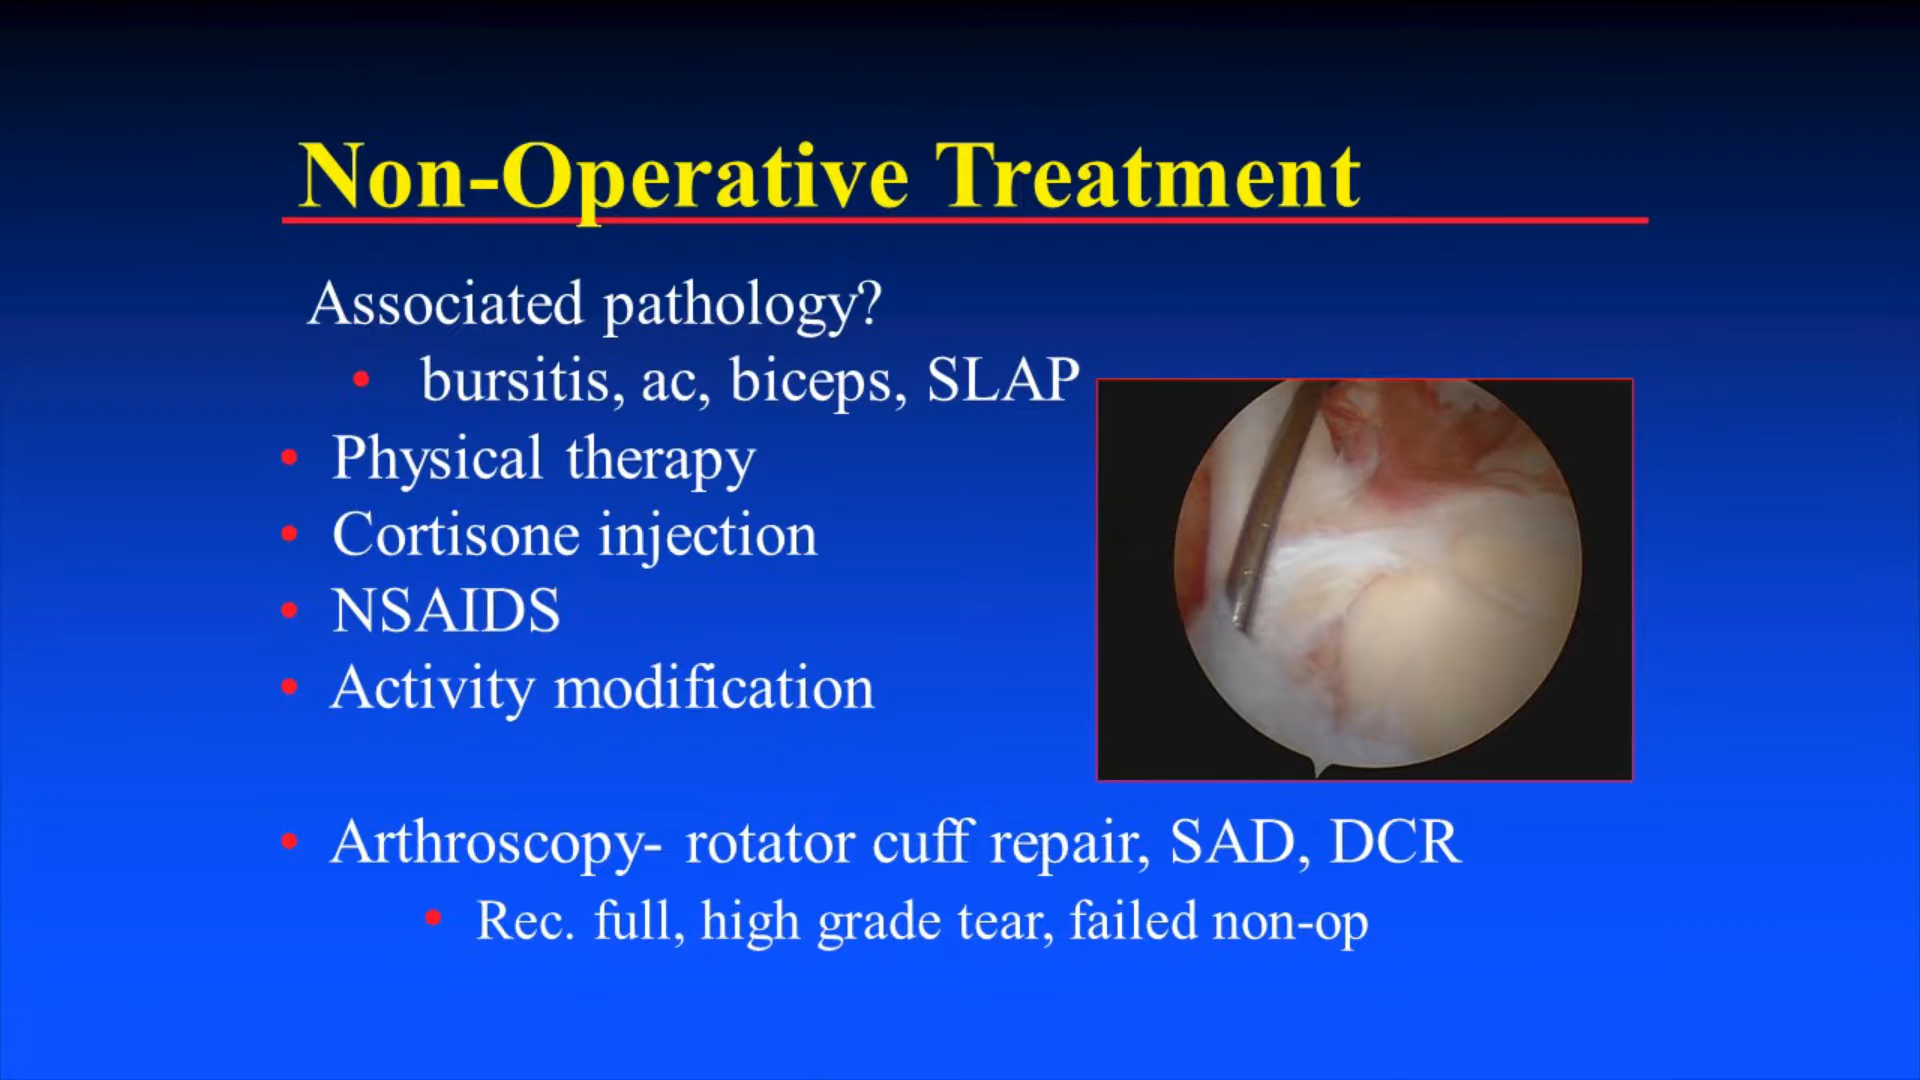 Non-Operative Treatment
Associated pathology?
• bursitis, ac, biceps, SLAP
• Physical therapy
• Cortisone injection
• NSAIDS
• Activity modification
• Arthroscopy- rotator cuff repair, SAD, DCR
• Rec. full, high grade tear, failed non-op